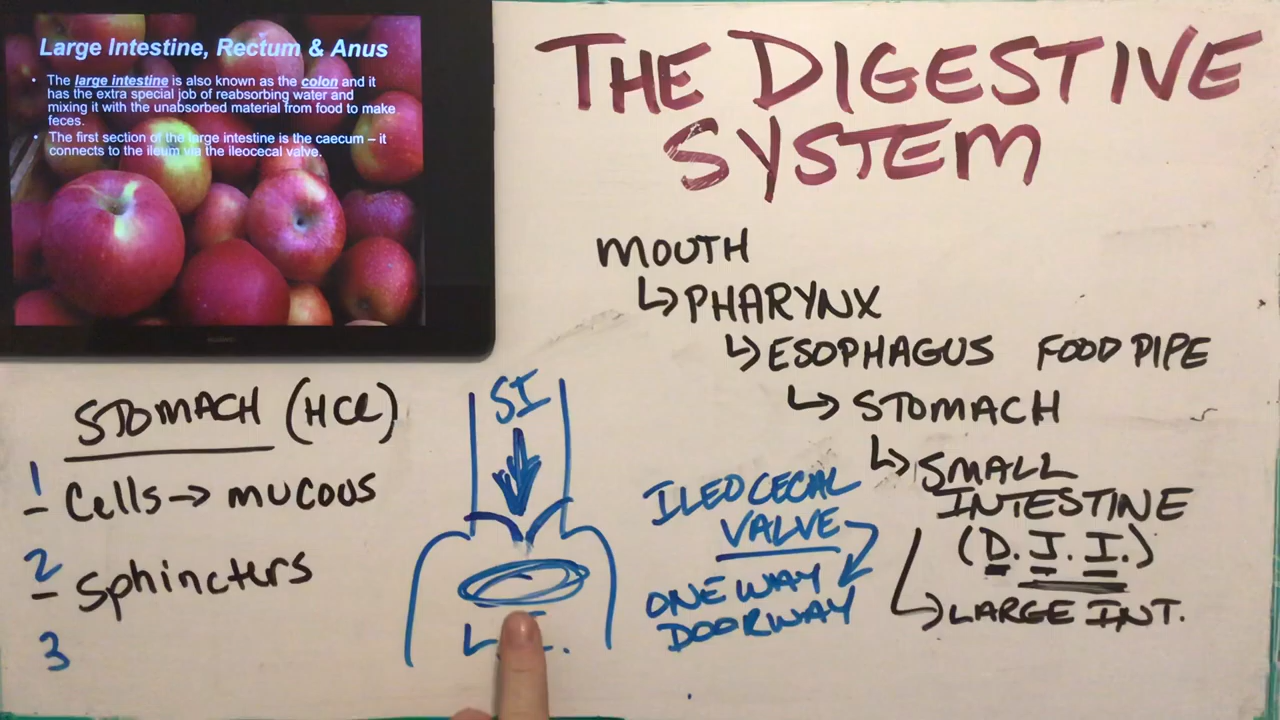 Large Intestine, Rectum & Anus
• The large intestine is also known as the colon and it
has the extra special job of reabsorbing water and
mixing it with the unabsorbed material from food to make
feces.
• The first section of the large intestine is the caecum – it
connects to the ileum via the ileocecal valve.
THE DIGESTIVE
SYSTEM
MOUTH
↳PHARYNX
↳ESOPHAGUS FOOD PIPE
↳STOMACH
↳SMALL
INTESTINE
(D. J. I.)
↳LARGE INT.
STOMACH (HCl)
1 Cells → mucous
2 Sphincters
3
SI
ILEOCECAL
VALVE
ONE WAY
DOORWAY